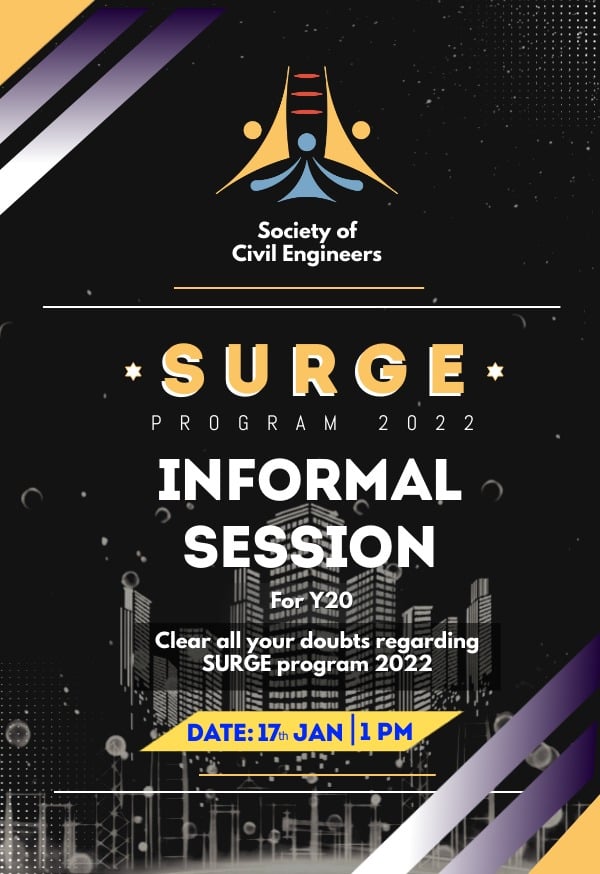 Society of
Civil Engineers
SURGE
PROGRAM 2022
INFORMAL
SESSION
For Y20
Clear all your doubts regarding
SURGE program 2022
DATE: 17th JAN | 1 PM